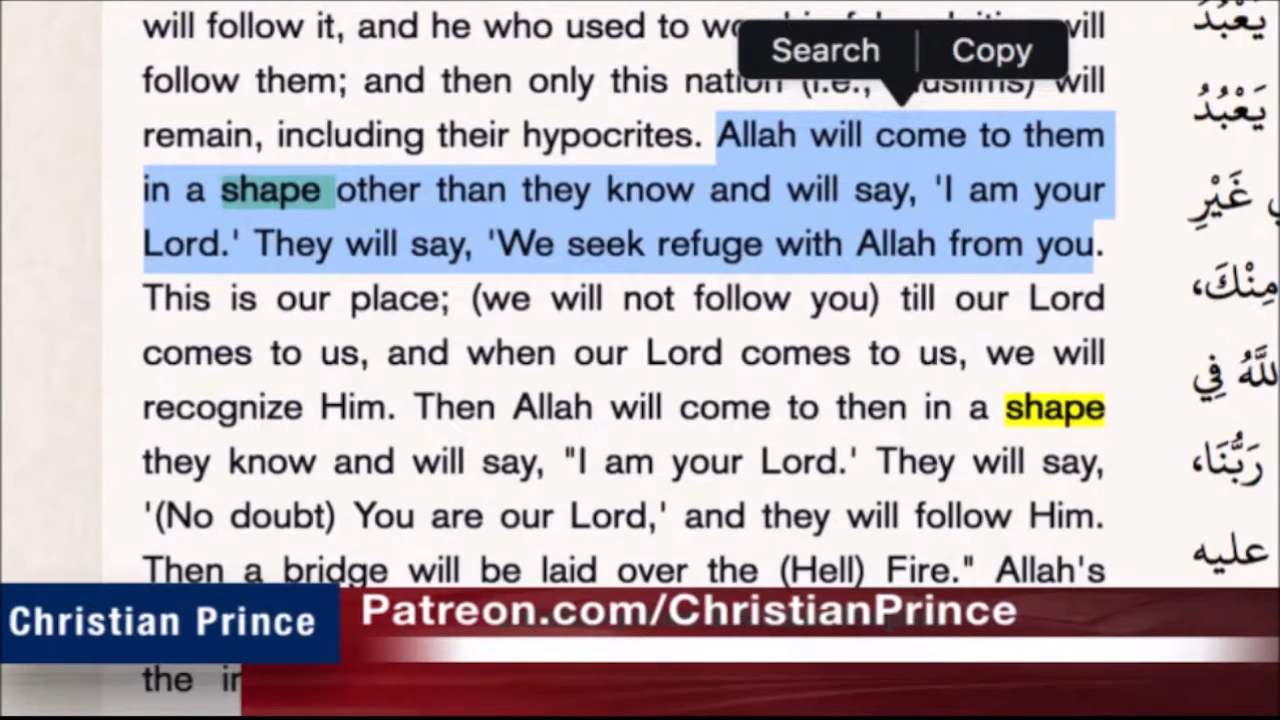 will follow it, and he who used to will
follow them; and then only this nation (i.e., Muslims) will
remain, including their hypocrites. Allah will come to them
in a shape other than they know and will say, 'I am your
Lord.' They will say, 'We seek refuge with Allah from you.
This is our place; (we will not follow you) till our Lord
comes to us, and when our Lord comes to us, we will
recognize Him. Then Allah will come to then in a shape
they know and will say, "I am your Lord.' They will say,
'(No doubt) You are our Lord,' and they will follow Him.
Then a bridge will be laid over the (Hell) Fire." Allah's
the
Search Copy
يَعْبُدُ
يَعْبُدُ
غَيْرِ
مِنْكَ،
للَّهُ فِي
رَبُّنَا،
عليه
Christian Prince
Patreon.com/ChristianPrince